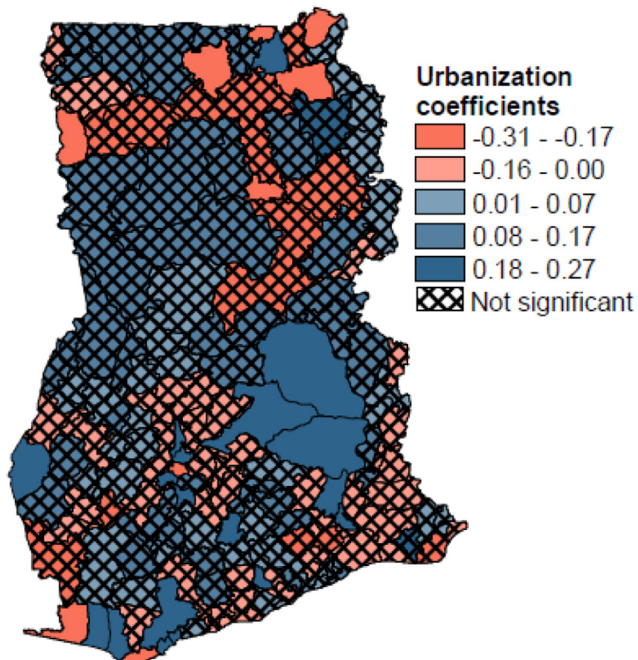 Urbanization
coefficients
-0.31 - -0.17
-0.16 - 0.00
0.01 - 0.07
0.08 - 0.17
0.18 - 0.27
Not significant